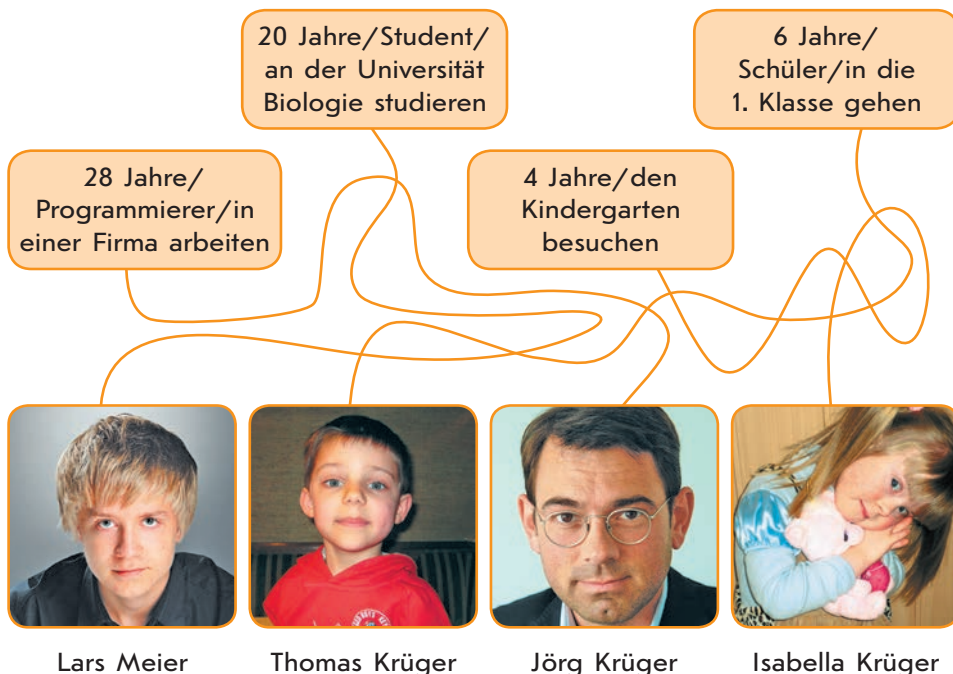 20 Jahre/Student/
an der Universität
Biologie studieren
6 Jahre/
Schüler/in die
1. Klasse gehen
28 Jahre/
Programmierer/in
einer Firma arbeiten
4 Jahre/den
Kindergarten
besuchen
Lars Meier
Thomas Krüger
Jörg Krüger
Isabella Krüger